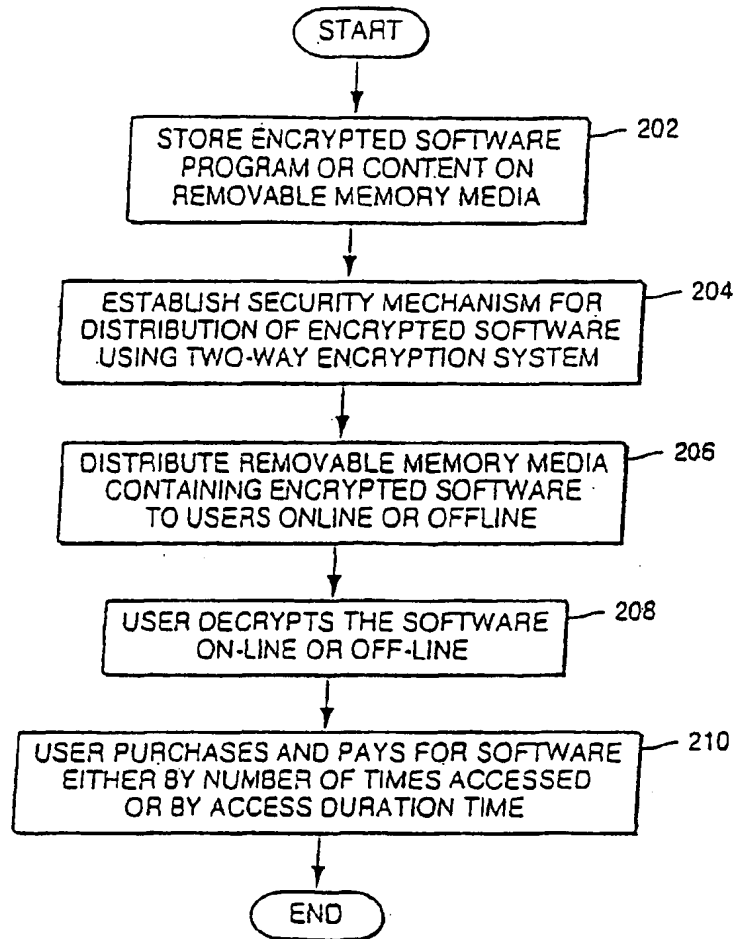 START
STORE ENCRYPTED SOFTWARE
PROGRAM OR CONTENT ON
REMOVABLE MEMORY MEDIA
202
ESTABLISH SECURITY MECHANISM FOR
DISTRIBUTION OF ENCRYPTED SOFTWARE
USING TWO-WAY ENCRYPTION SYSTEM
204
DISTRIBUTE REMOVABLE MEMORY MEDIA
CONTAINING ENCRYPTED SOFTWARE
TO USERS ONLINE OR OFFLINE
206
USER DECRYPTS THE SOFTWARE
ON-LINE OR OFF-LINE
208
USER PURCHASES AND PAYS FOR SOFTWARE
EITHER BY NUMBER OF TIMES ACCESSED
OR BY ACCESS DURATION TIME
210
END